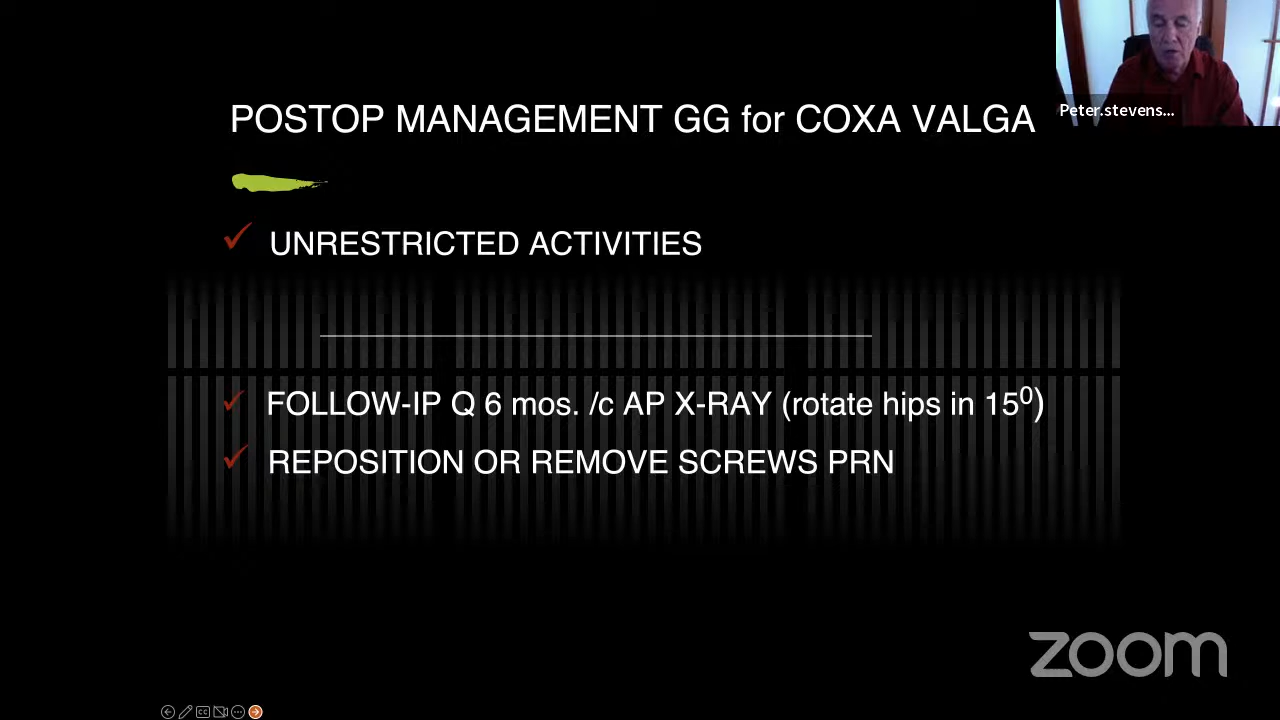 POSTOP MANAGEMENT GG for COXA VALGA
Peter.stevens...
UNRESTRICTED ACTIVITIES
FOLLOW-IP Q 6 mos. /c AP X-RAY (rotate hips in 15⁰)
REPOSITION OR REMOVE SCREWS PRN
zoom
CC